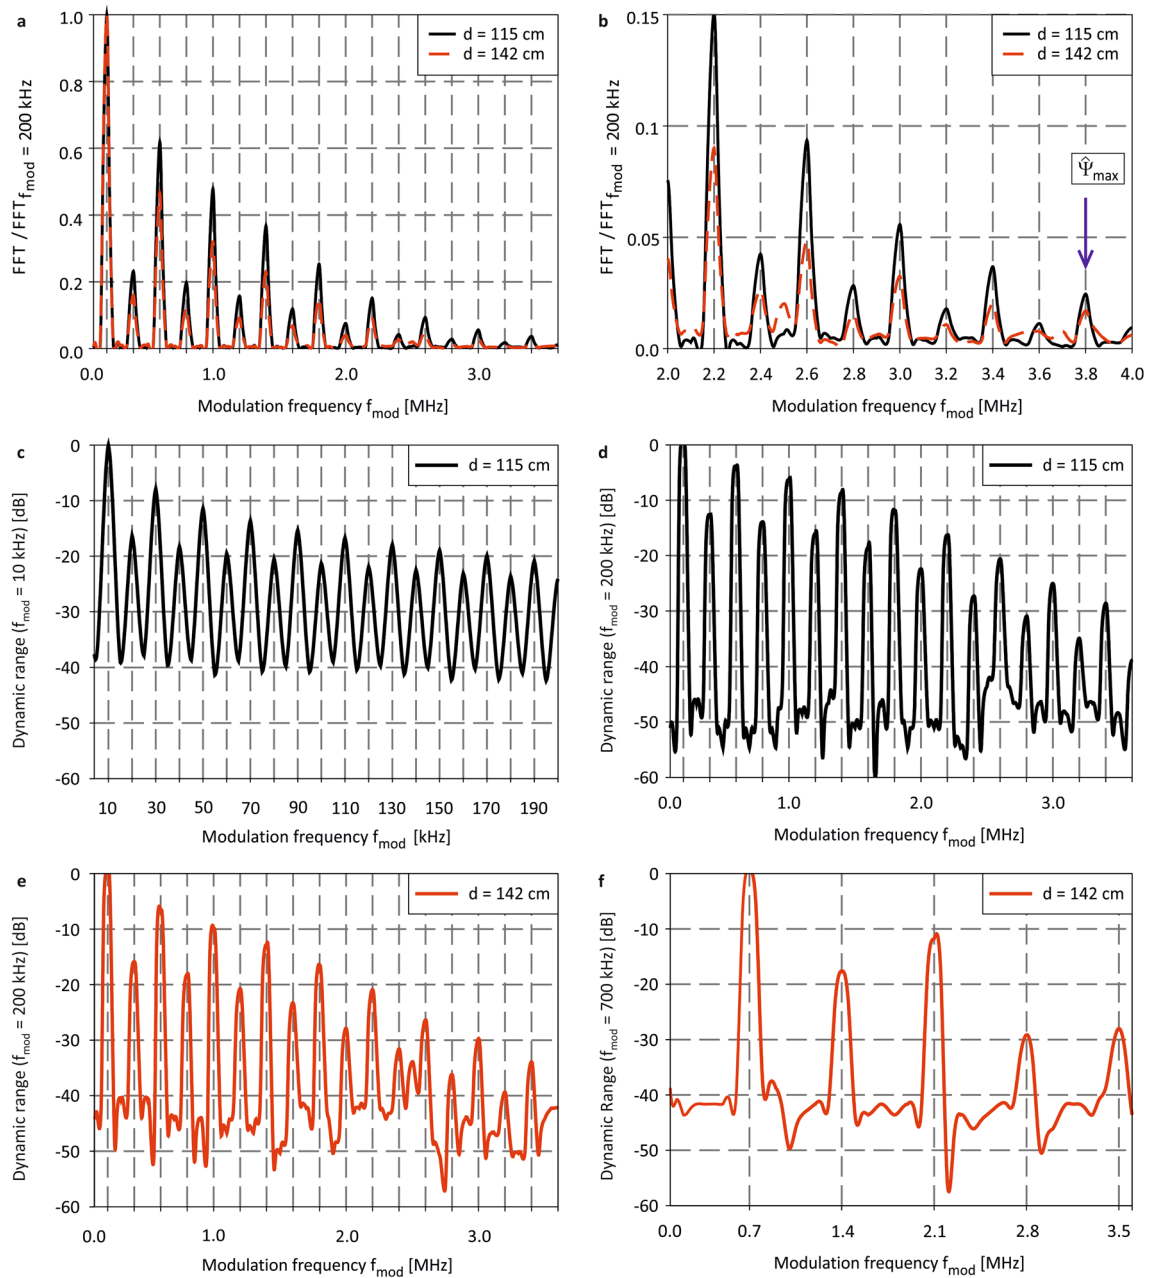 a
d = 115 cm
d = 142 cm
FFT / FFT fmod = 200 kHz
1.0
0.8
0.6
0.4
0.2
0.0
0.0 1.0 2.0 3.0
Modulation frequency fmod [MHz]
b
d = 115 cm
d = 142 cm
Ψ̂max
FFT / FFT fmod = 200 kHz
0.15
0.1
0.05
0.0
2.0 2.2 2.4 2.6 2.8 3.0 3.2 3.4 3.6 3.8 4.0
Modulation frequency fmod [MHz]
c
d = 115 cm
Dynamic range (fmod = 10 kHz) [dB]
0
-10
-20
-30
-40
-50
-60
10 30 50 70 90 110 130 150 170 190
Modulation frequency fmod [kHz]
d
d = 115 cm
Dynamic range (fmod = 200 kHz) [dB]
0
-10
-20
-30
-40
-50
-60
0.0 1.0 2.0 3.0
Modulation frequency fmod [MHz]
e
d = 142 cm
Dynamic range (fmod = 200 kHz) [dB]
0
-10
-20
-30
-40
-50
-60
0.0 1.0 2.0 3.0
Modulation frequency fmod [MHz]
f
d = 142 cm
Dynamic Range (fmod = 700 kHz) [dB]
0
-10
-20
-30
-40
-50
-60
0.0 0.7 1.4 2.1 2.8 3.5
Modulation frequency fmod [MHz]